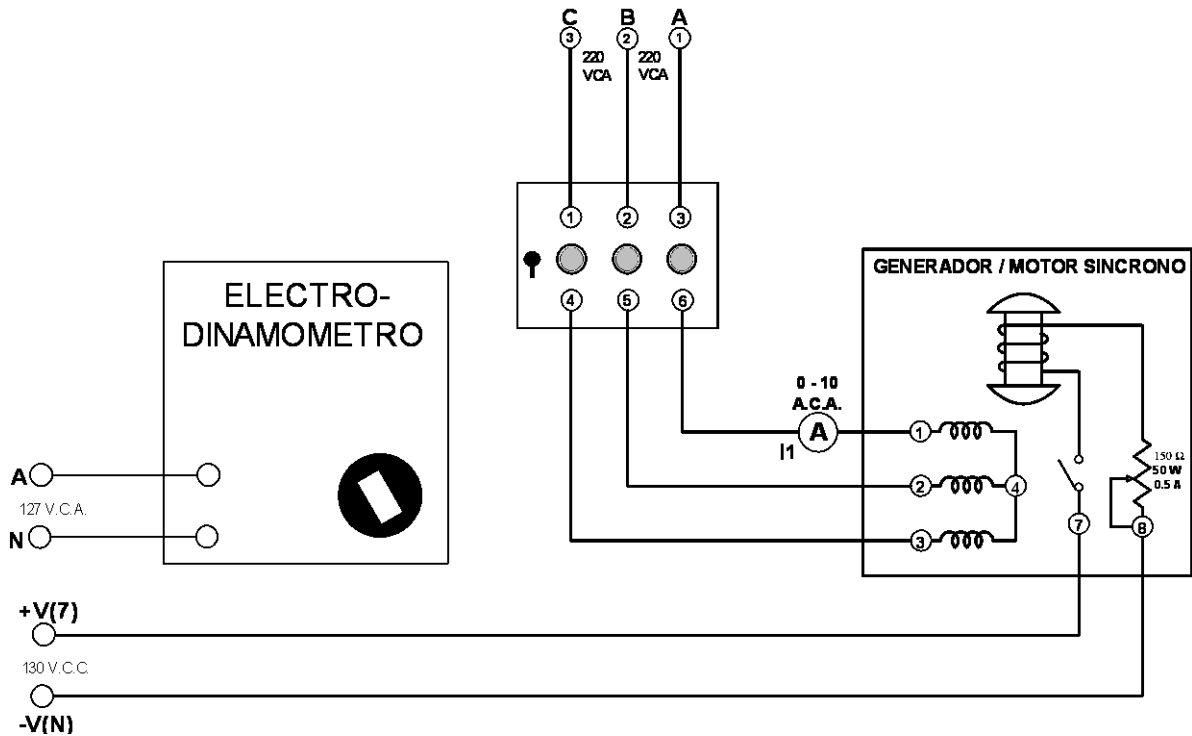 C B A
3 2 1
220
VCA
220
VCA
1 2 3
4 5 6
ELECTRO-
DINAMOMETRO
A
127 V.C.A.
N
GENERADOR / MOTOR SINCRONO
0 - 10
A.C.A.
A
I1
1
2
3
4
150 Ω
50 W
0.5 A
7
8
+V(7)
130 V.C.C.
-V(N)